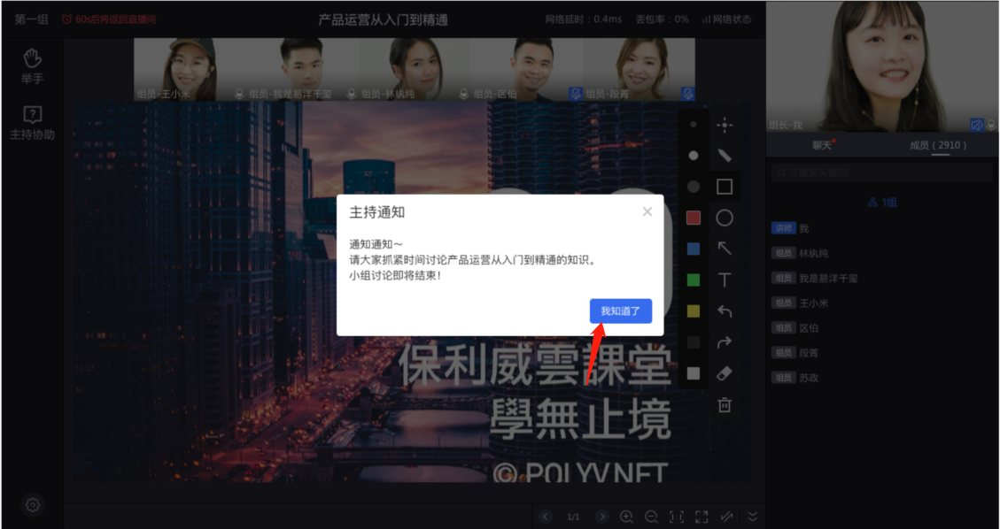 第一组
60s后将返回直播间
产品运营从入门到精通
网络延时：0.4ms 丢包率：0% 网络状态
举手
主持协助
组员-王小米
组员-我是易洋千玺
组员-林纨纯
组员-区伯
组员-段菁
组长-我
聊天
成员（2910）
可搜索关键词
1组
讲师 我
组员 林纨纯
组员 我是易洋千玺
组员 王小米
组员 区伯
组员 段菁
组员 苏政
主持通知
通知通知～
请大家抓紧时间讨论产品运营从入门到精通的知识。
小组讨论即将结束！
我知道了
保利威雲課堂
學無止境
© POLYV.NET
1/1